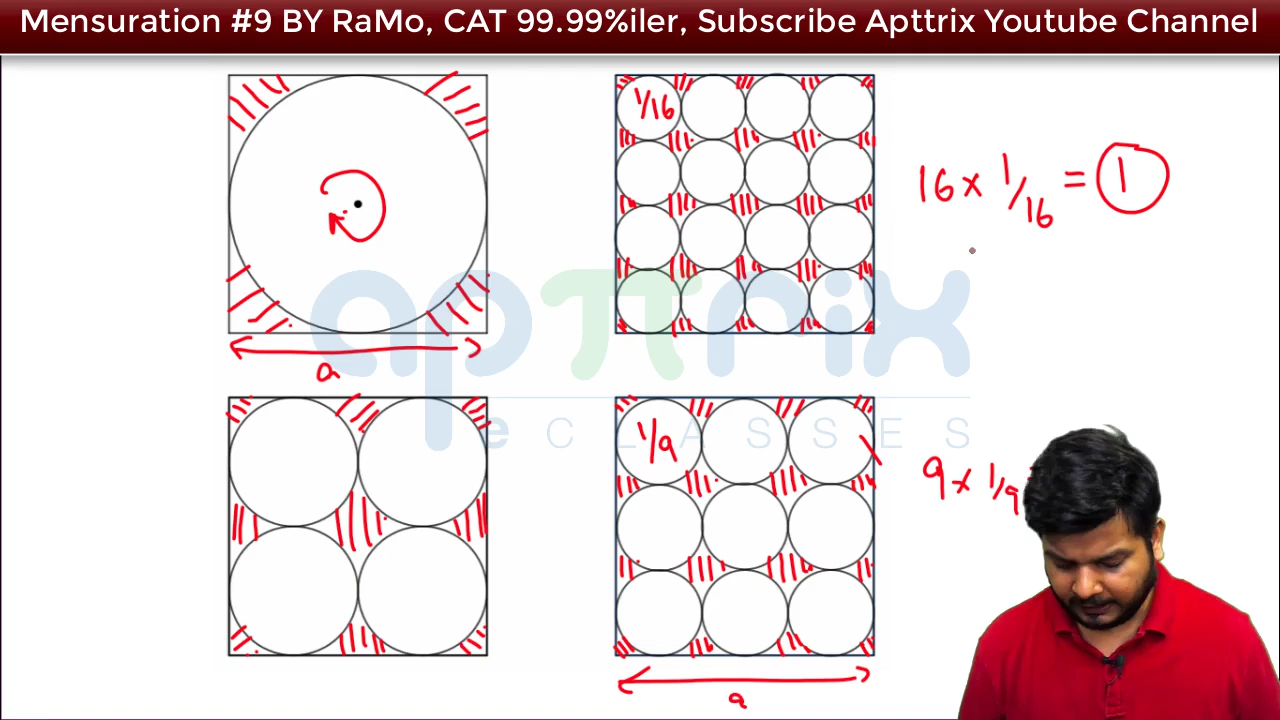 Mensuration #9 BY RaMo, CAT 99.99%iler, Subscribe Apttrix Youtube Channel
1/16
16 x 1/16 = 1
a
apttrix
e CLASSES
1/9
9 x 1/9
a